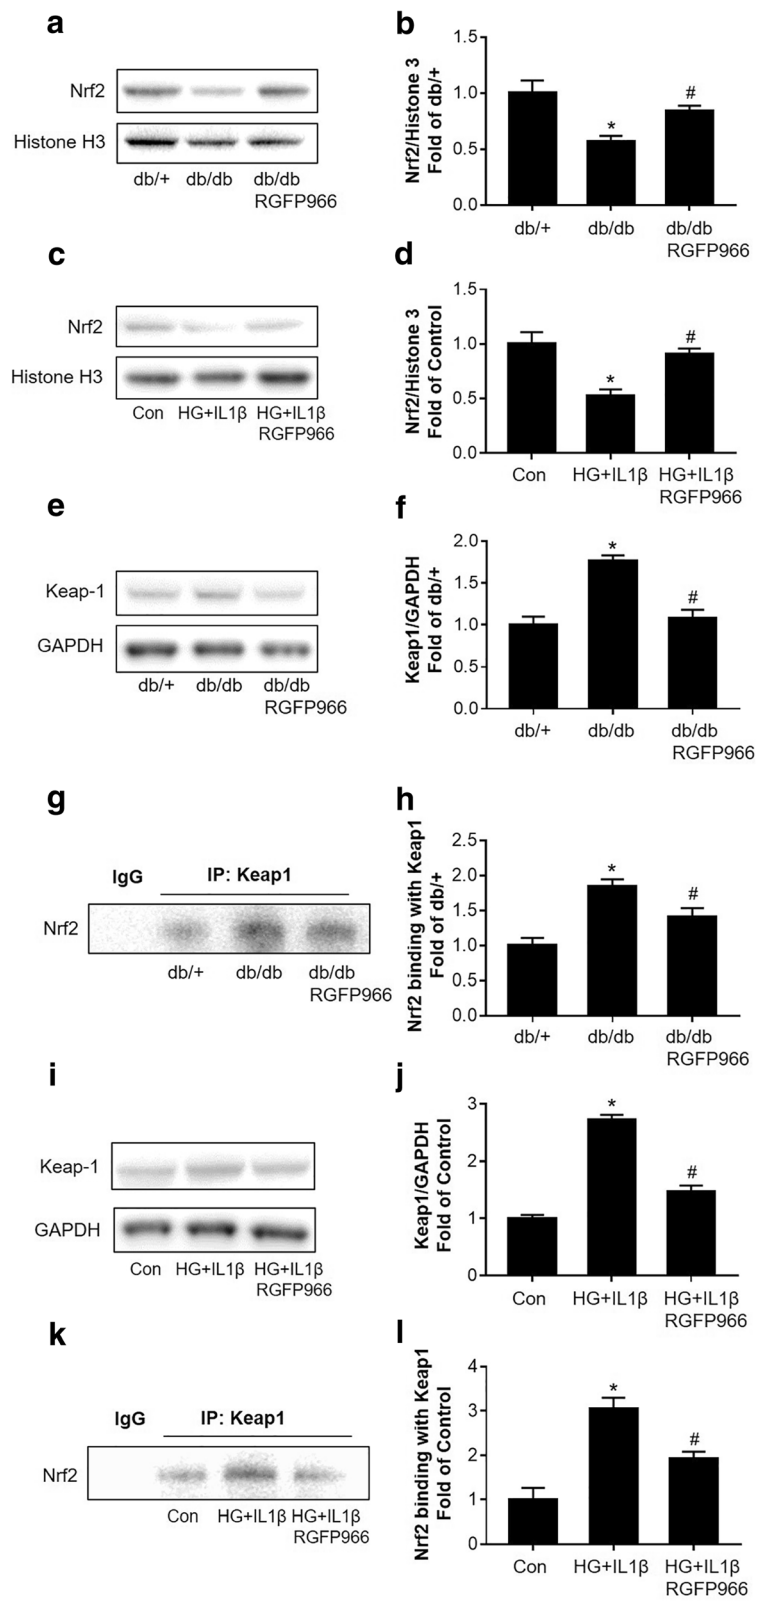 a
Nrf2
Histone H3
db/+ db/db db/db
RGFP966
b
Nrf2/Histone 3
Fold of db/+
1.5
1.0
0.5
0.0
*
#
db/+ db/db db/db
RGFP966
c
Nrf2
Histone H3
Con HG+IL1β HG+IL1β
RGFP966
d
Nrf2/Histone 3
Fold of Control
1.5
1.0
0.5
0.0
*
#
Con HG+IL1β HG+IL1β
RGFP966
e
Keap-1
GAPDH
db/+ db/db db/db
RGFP966
f
Keap1/GAPDH
Fold of db/+
2.0
1.5
1.0
0.5
0.0
*
#
db/+ db/db db/db
RGFP966
g
IgG IP: Keap1
Nrf2
db/+ db/db db/db
RGFP966
h
Nrf2 binding with Keap1
Fold of db/+
2.5
2.0
1.5
1.0
0.5
0.0
*
#
db/+ db/db db/db
RGFP966
i
Keap-1
GAPDH
Con HG+IL1β HG+IL1β
RGFP966
j
Keap1/GAPDH
Fold of Control
3
2
1
0
*
#
Con HG+IL1β HG+IL1β
RGFP966
k
IgG IP: Keap1
Nrf2
Con HG+IL1β HG+IL1β
RGFP966
l
Nrf2 binding with Keap1
Fold of Control
4
3
2
1
0
*
#
Con HG+IL1β HG+IL1β
RGFP966